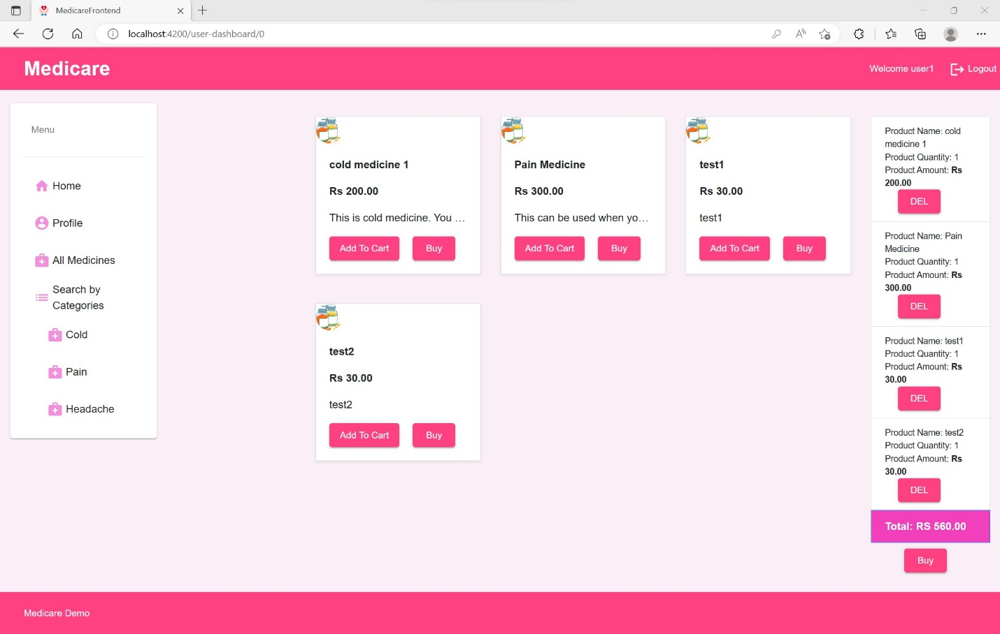 MedicareFrontend
localhost:4200/user-dashboard/0
Medicare
Welcome user1
Logout
Menu
Home
Profile
All Medicines
Search by
Categories
Cold
Pain
Headache
cold medicine 1
Rs 200.00
This is cold medicine. You ...
Add To Cart
Buy
Pain Medicine
Rs 300.00
This can be used when yo...
Add To Cart
Buy
test1
Rs 30.00
test1
Add To Cart
Buy
test2
Rs 30.00
test2
Add To Cart
Buy
Product Name: cold
medicine 1
Product Quantity: 1
Product Amount: Rs
200.00
DEL
Product Name: Pain
Medicine
Product Quantity: 1
Product Amount: Rs
300.00
DEL
Product Name: test1
Product Quantity: 1
Product Amount: Rs
30.00
DEL
Product Name: test2
Product Quantity: 1
Product Amount: Rs
30.00
DEL
Total: RS 560.00
Buy
Medicare Demo